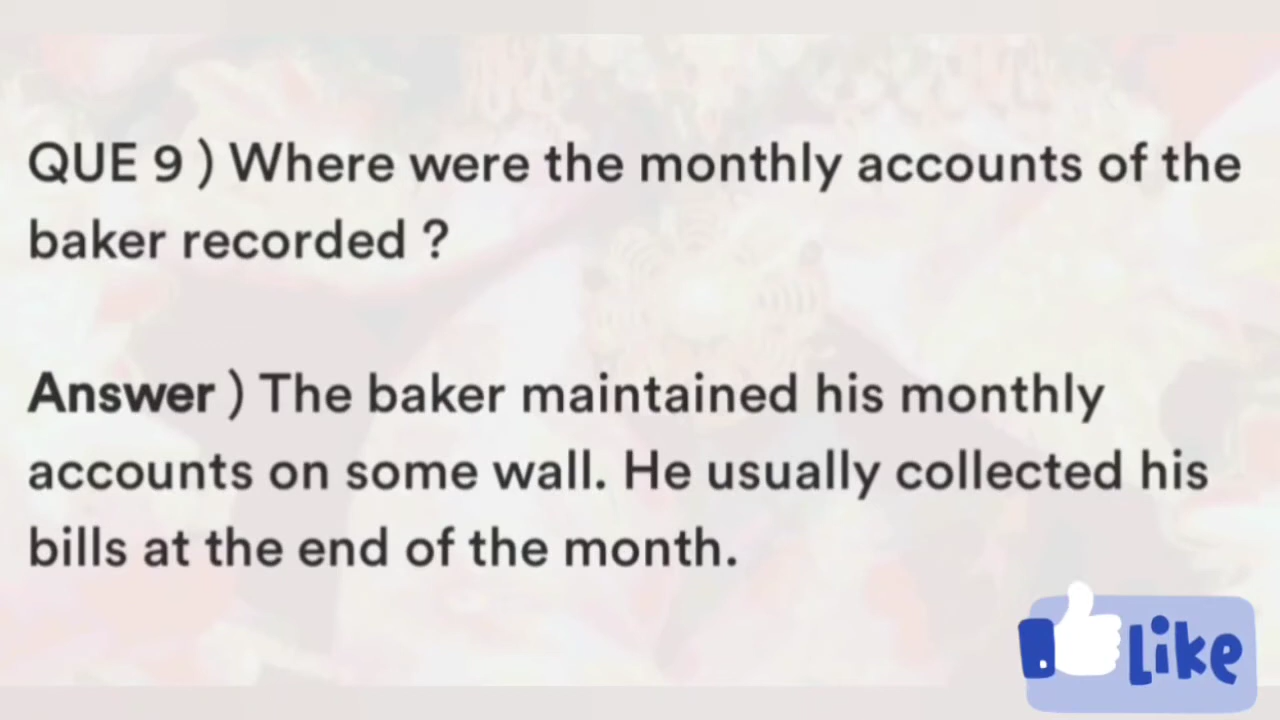 QUE 9 ) Where were the monthly accounts of the
baker recorded ?
Answer ) The baker maintained his monthly
accounts on some wall. He usually collected his
bills at the end of the month.
Like